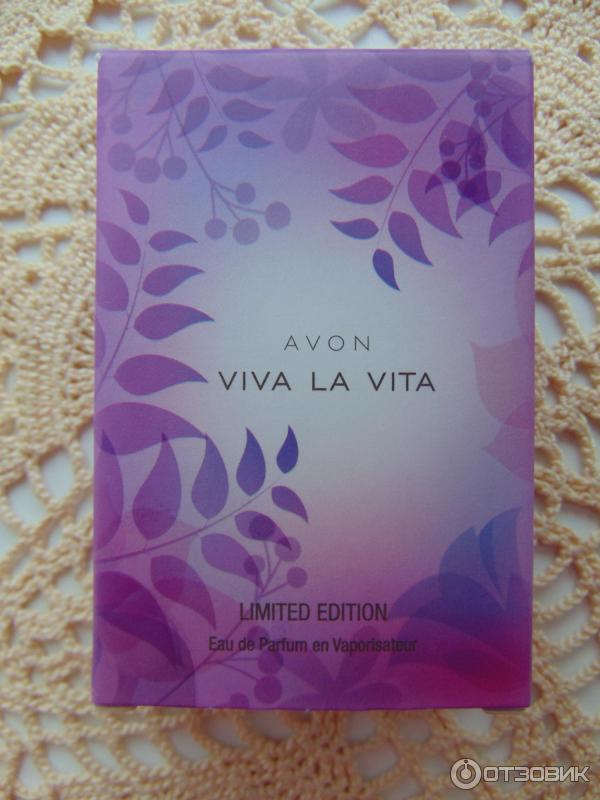 AVON
VIVA LA VITA
LIMITED EDITION
Eau de Parfum en Vaporisateur
ОТЗОВИК